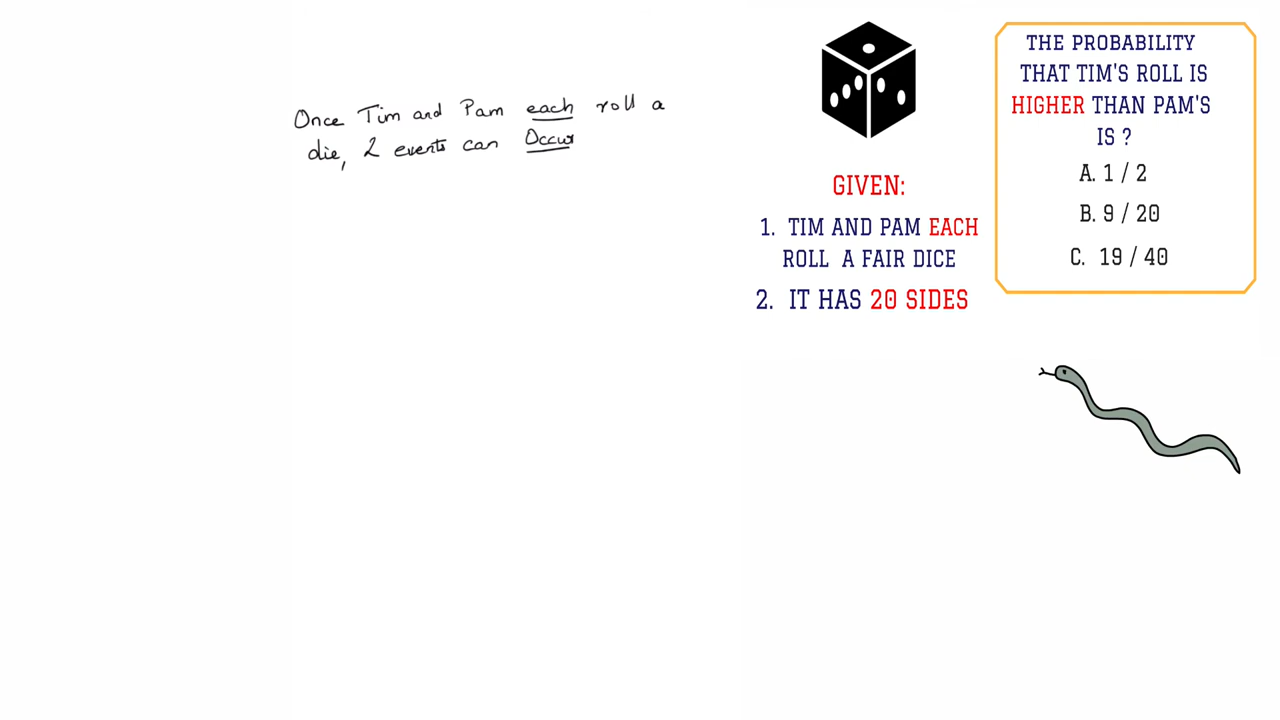 Once Tim and Pam each roll a
die, 2 events can Occur
GIVEN:
1. TIM AND PAM EACH
ROLL A FAIR DICE
2. IT HAS 20 SIDES
THE PROBABILITY
THAT TIM'S ROLL IS
HIGHER THAN PAM'S
IS ?
A. 1 / 2
B. 9 / 20
C. 19 / 40